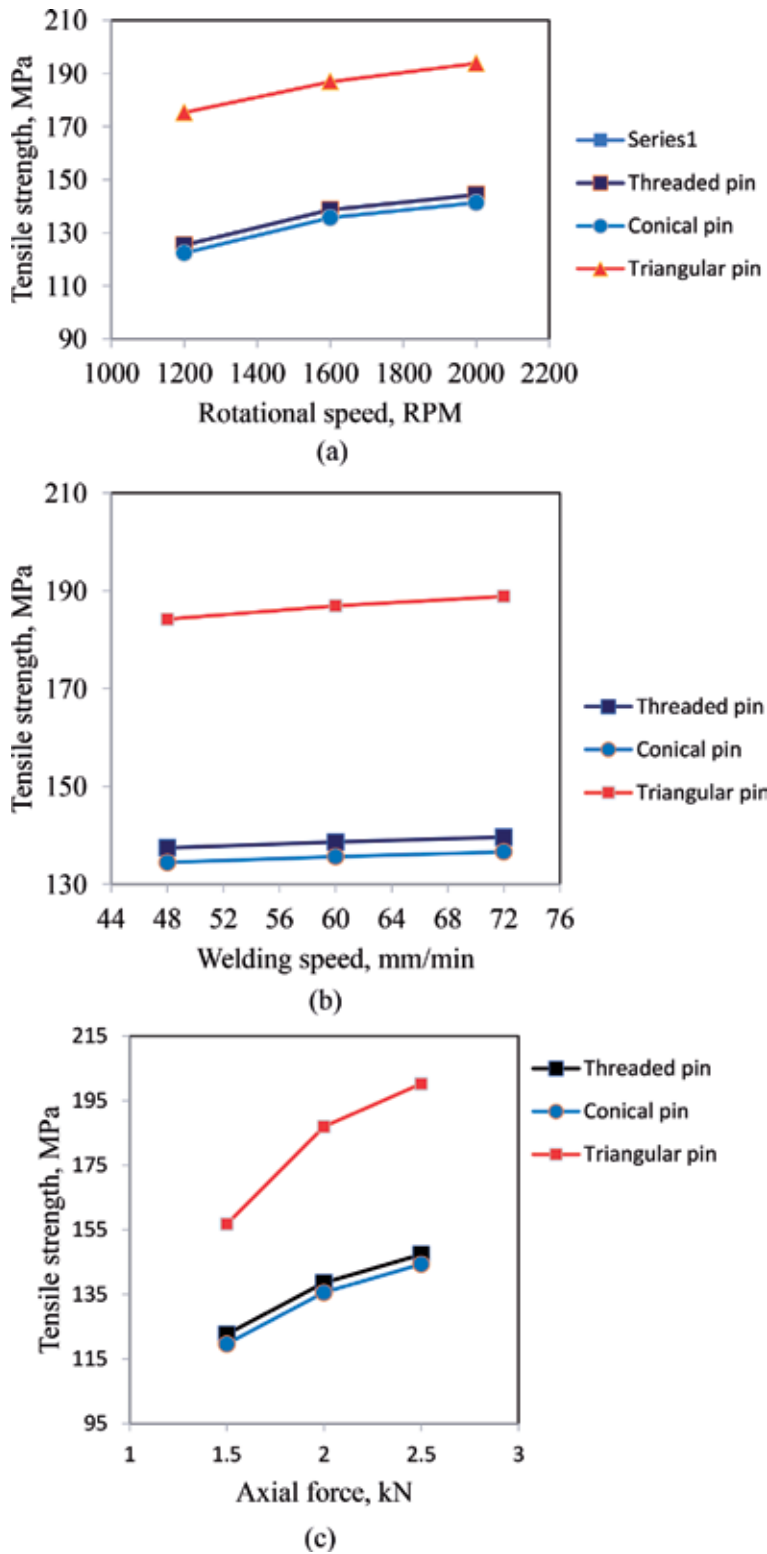 210
190
170
150
130
110
90
Tensile strength, MPa
1000 1200 1400 1600 1800 2000 2200
Rotational speed, RPM
Series1
Threaded pin
Conical pin
Triangular pin
(a)
210
190
170
150
130
Tensile strength, MPa
44 48 52 56 60 64 68 72 76
Welding speed, mm/min
Threaded pin
Conical pin
Triangular pin
(b)
215
195
175
155
135
115
95
Tensile strength, MPa
1 1.5 2 2.5 3
Axial force, kN
Threaded pin
Conical pin
Triangular pin
(c)